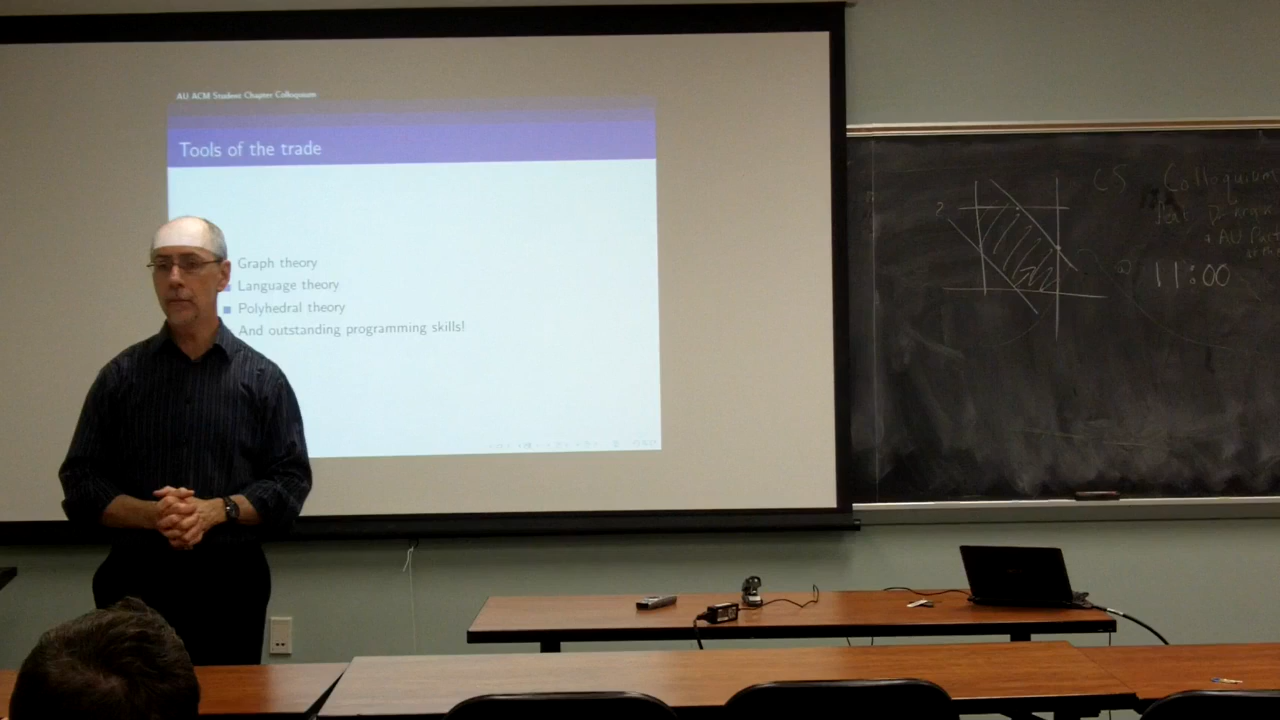 AU ACM Student Chapter Colloquium
Tools of the trade
Graph theory
Language theory
Polyhedral theory
And outstanding programming skills!
?
CS Colloquium
11:00